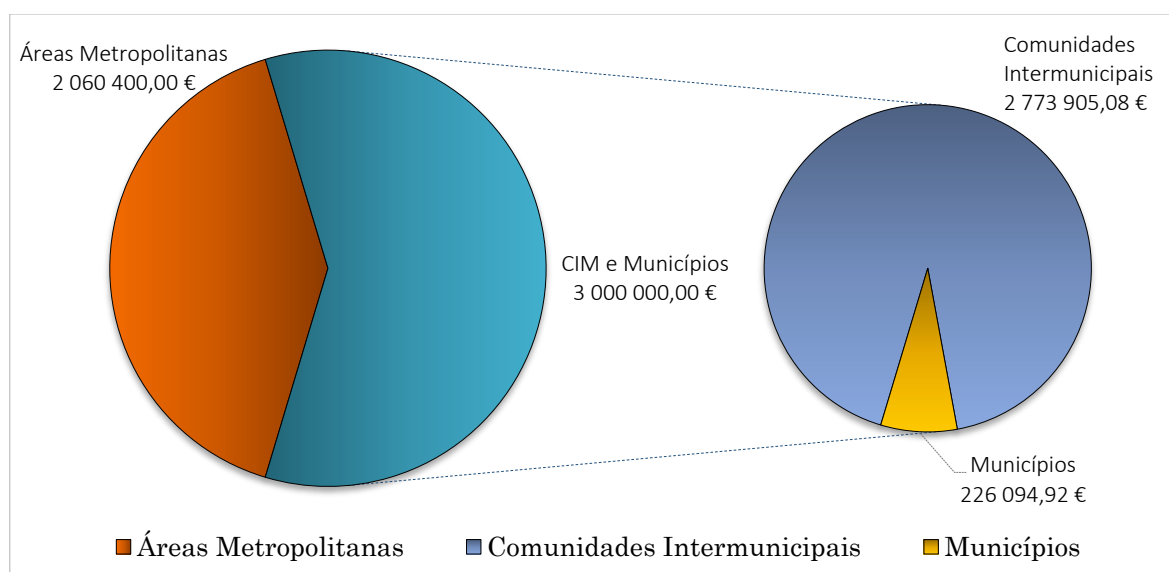 Áreas Metropolitanas
2 060 400,00 €
Comunidades
Intermunicipais
2 773 905,08 €
CIM e Municípios
3 000 000,00 €
Municípios
226 094,92 €
Áreas Metropolitanas
Comunidades Intermunicipais
Municípios